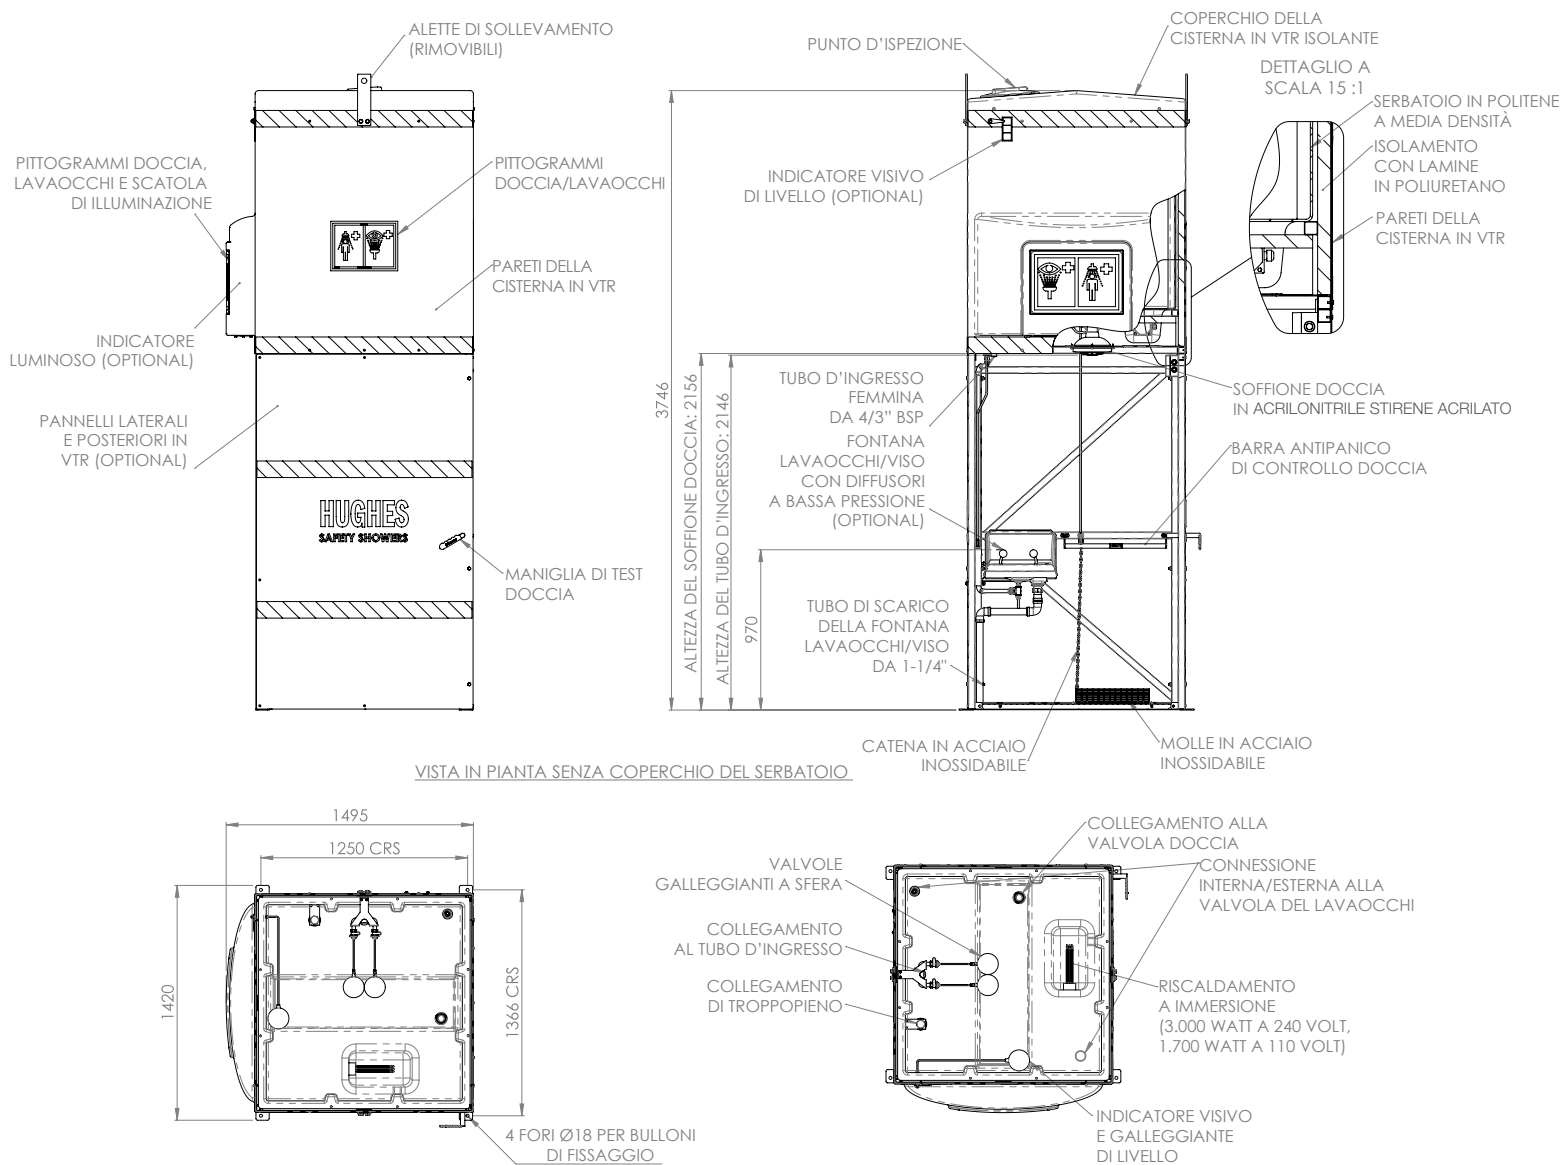 ALETTE DI SOLLEVAMENTO
(RIMOVIBILI)
PITTOGRAMMI DOCCIA,
LAVAOCCHI E SCATOLA
DI ILLUMINAZIONE
PITTOGRAMMI
DOCCIA/LAVAOCCHI
PARETI DELLA
CISTERNA IN VTR
INDICATORE
LUMINOSO (OPTIONAL)
PANNELLI LATERALI
E POSTERIORI IN
VTR (OPTIONAL)
HUGHES
SAFETY SHOWERS
MANIGLIA DI TEST
DOCCIA
PUNTO D'ISPEZIONE
COPERCHIO DELLA
CISTERNA IN VTR ISOLANTE
DETTAGLIO A
SCALA 15 :1
SERBATOIO IN POLITENE
A MEDIA DENSITÀ
ISOLAMENTO
CON LAMINE
IN POLIURETANO
PARETI DELLA
CISTERNA IN VTR
INDICATORE VISIVO
DI LIVELLO (OPTIONAL)
3746
ALTEZZA DEL SOFFIONE DOCCIA: 2156
ALTEZZA DEL TUBO D'INGRESSO: 2146
970
TUBO D'INGRESSO
FEMMINA
DA 4/3" BSP
FONTANA
LAVAOCCHI/VISO
CON DIFFUSORI
A BASSA PRESSIONE
(OPTIONAL)
SOFFIONE DOCCIA
IN ACRILONITRILE STIRENE ACRILATO
BARRA ANTIPANICO
DI CONTROLLO DOCCIA
TUBO DI SCARICO
DELLA FONTANA
LAVAOCCHI/VISO
DA 1-1/4"
CATENA IN ACCIAIO
INOSSIDABILE
MOLLE IN ACCIAIO
INOSSIDABILE
VISTA IN PIANTA SENZA COPERCHIO DEL SERBATOIO
1495
1250 CRS
1420
1366 CRS
4 FORI Ø18 PER BULLONI
DI FISSAGGIO
VALVOLE
GALLEGGIANTI A SFERA
COLLEGAMENTO
AL TUBO D'INGRESSO
COLLEGAMENTO
DI TROPPOPIENO
COLLEGAMENTO ALLA
VALVOLA DOCCIA
CONNESSIONE
INTERNA/ESTERNA ALLA
VALVOLA DEL LAVAOCCHI
RISCALDAMENTO
A IMMERSIONE
(3.000 WATT A 240 VOLT,
1.700 WATT A 110 VOLT)
INDICATORE VISIVO
E GALLEGGIANTE
DI LIVELLO